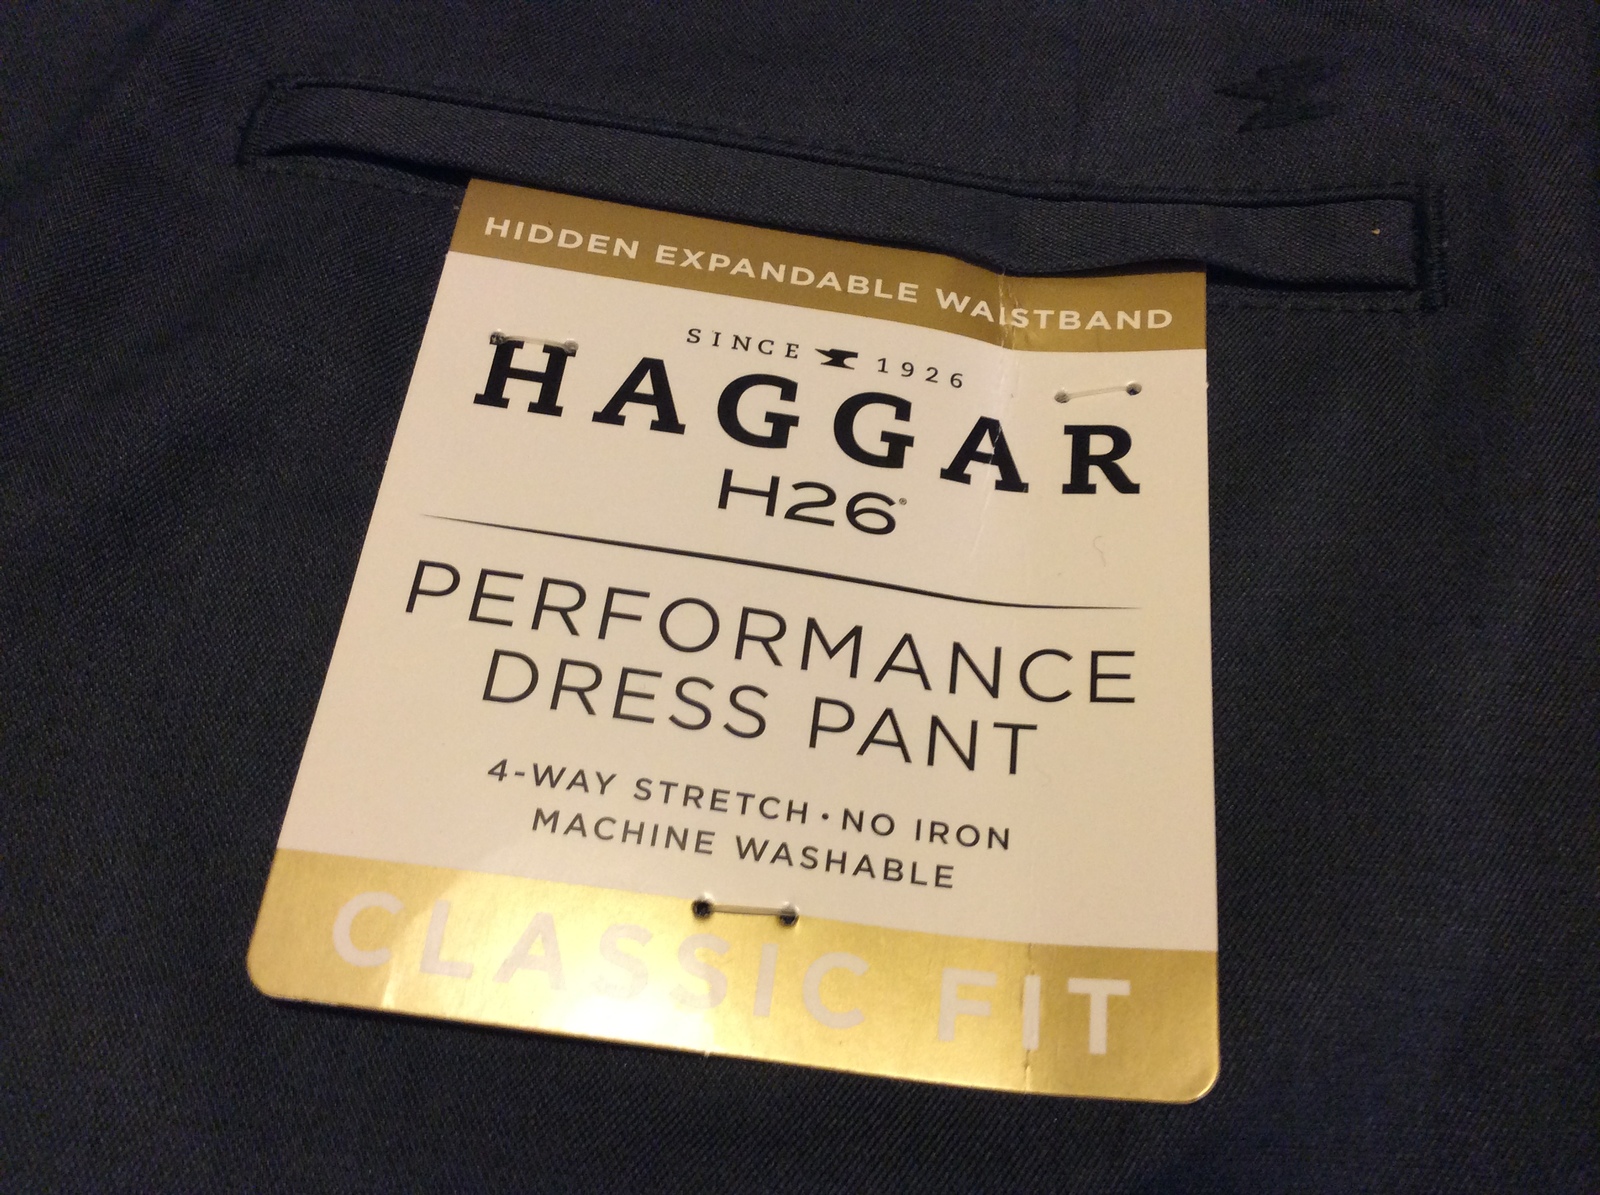 HIDDEN EXPANDABLE WAISTBAND
SINCE 1926
HAGGAR
H26®
PERFORMANCE
DRESS PANT
4-WAY STRETCH • NO IRON
MACHINE WASHABLE
CLASSIC FIT